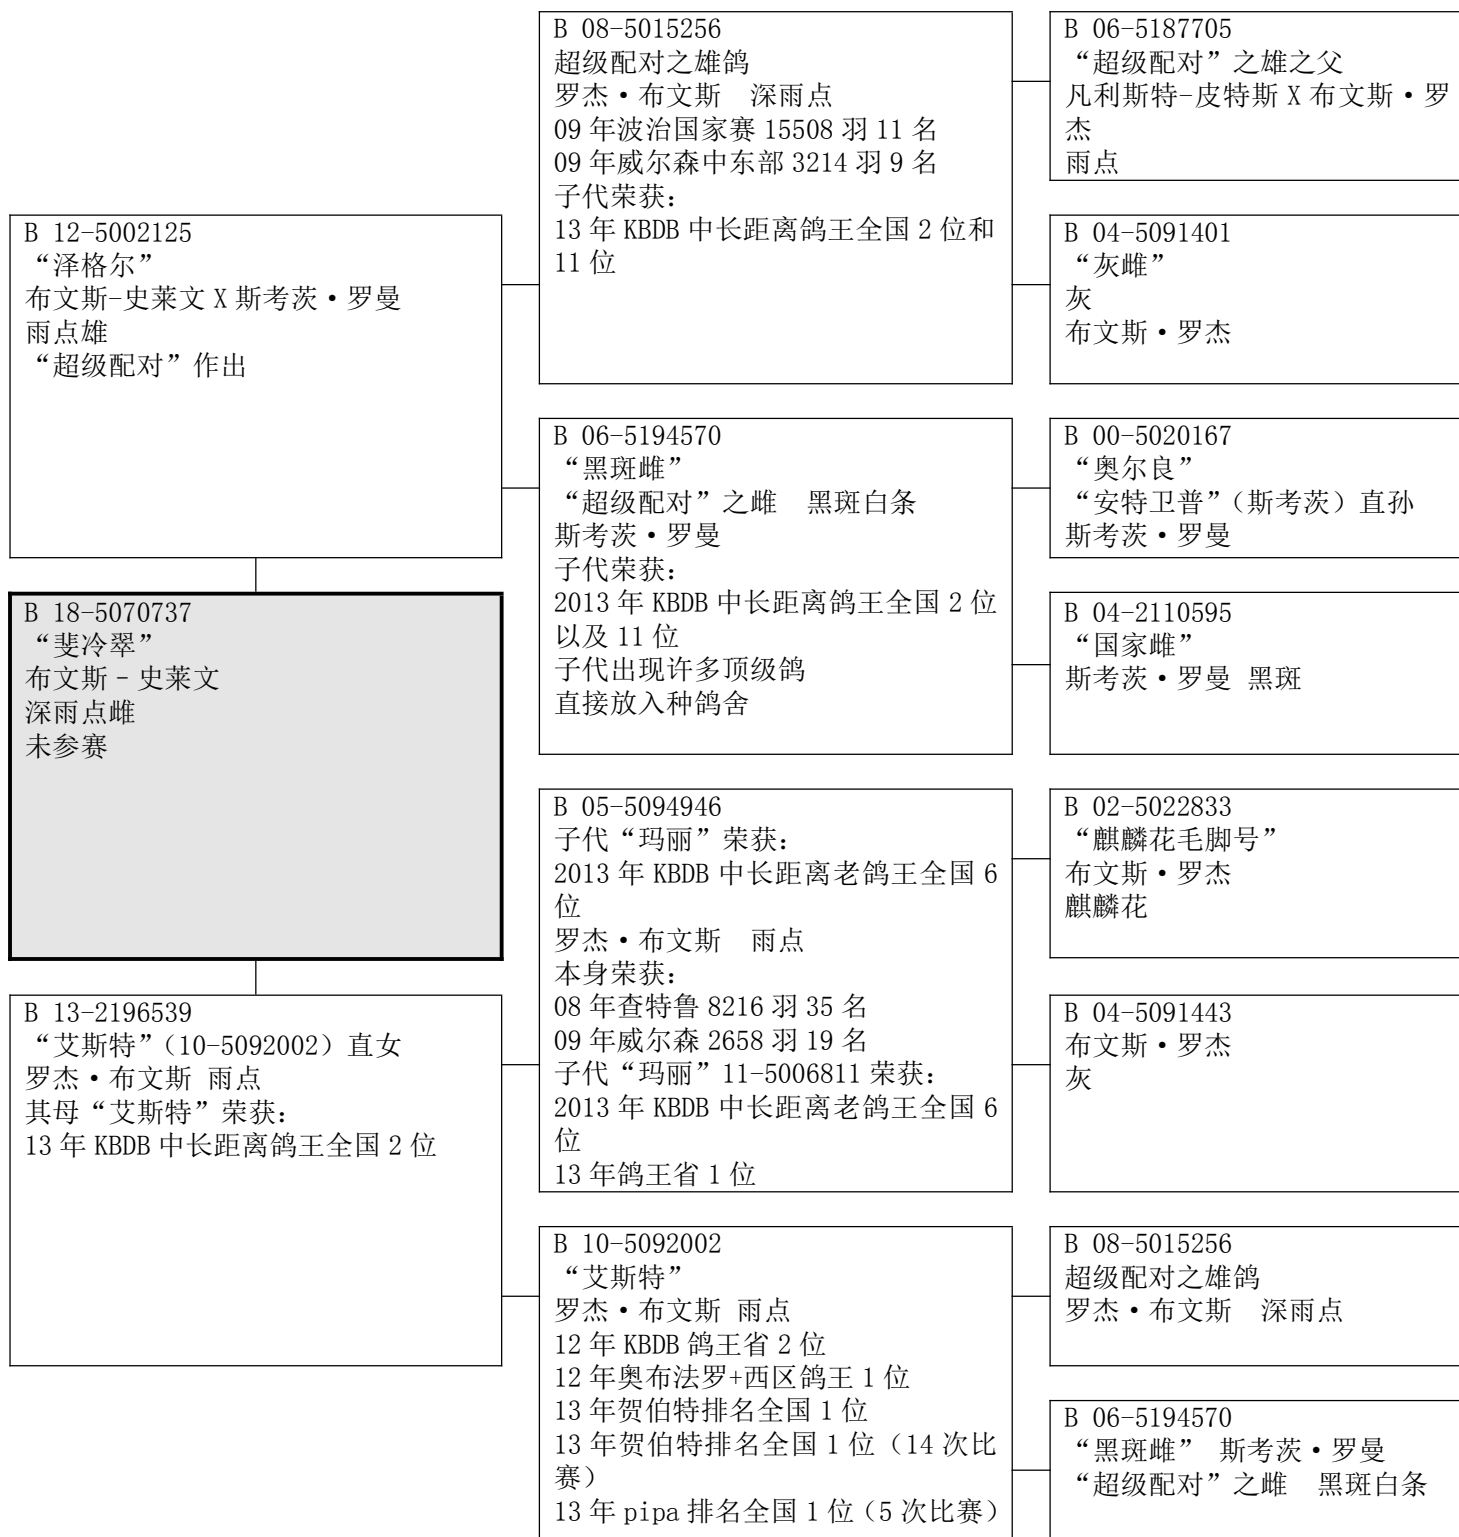 B 12-5002125
“泽格尔”
布文斯-史莱文 X 斯考茨·罗曼
雨点雄
“超级配对”作出
B 18-5070737
“斐冷翠”
布文斯–史莱文
深雨点雌
未参赛
B 13-2196539
“艾斯特”（10-5092002）直女
罗杰·布文斯 雨点
其母“艾斯特”荣获：
13 年 KBDB 中长距离鸽王全国 2 位
B 08-5015256
超级配对之雄鸽
罗杰·布文斯 深雨点
09 年波治国家赛 15508 羽 11 名
09 年威尔森中东部 3214 羽 9 名
子代荣获：
13 年 KBDB 中长距离鸽王全国 2 位和
11 位
B 06-5194570
“黑斑雌”
“超级配对”之雌 黑斑白条
斯考茨·罗曼
子代荣获：
2013 年 KBDB 中长距离鸽王全国 2 位
以及 11 位
子代出现许多顶级鸽
直接放入种鸽舍
B 05-5094946
子代“玛丽”荣获：
2013 年 KBDB 中长距离老鸽王全国 6
位
罗杰·布文斯 雨点
本身荣获：
08 年查特鲁 8216 羽 35 名
09 年威尔森 2658 羽 19 名
子代“玛丽”11-5006811 荣获：
2013 年 KBDB 中长距离老鸽王全国 6
位
13 年鸽王省 1 位
B 10-5092002
“艾斯特”
罗杰·布文斯 雨点
12 年 KBDB 鸽王省 2 位
12 年奥布法罗+西区鸽王 1 位
13 年贺伯特排名全国 1 位
13 年贺伯特排名全国 1 位（14 次比
赛）
13 年 pipa 排名全国 1 位（5 次比赛）
B 06-5187705
“超级配对”之雄之父
凡利斯特-皮特斯 X 布文斯·罗
杰
雨点
B 04-5091401
“灰雌”
灰
布文斯·罗杰
B 00-5020167
“奥尔良”
“安特卫普”（斯考茨）直孙
斯考茨·罗曼
B 04-2110595
“国家雌”
斯考茨·罗曼 黑斑
B 02-5022833
“麒麟花毛脚号”
布文斯·罗杰
麒麟花
B 04-5091443
布文斯·罗杰
灰
B 08-5015256
超级配对之雄鸽
罗杰·布文斯 深雨点
B 06-5194570
“黑斑雌” 斯考茨·罗曼
“超级配对”之雌 黑斑白条